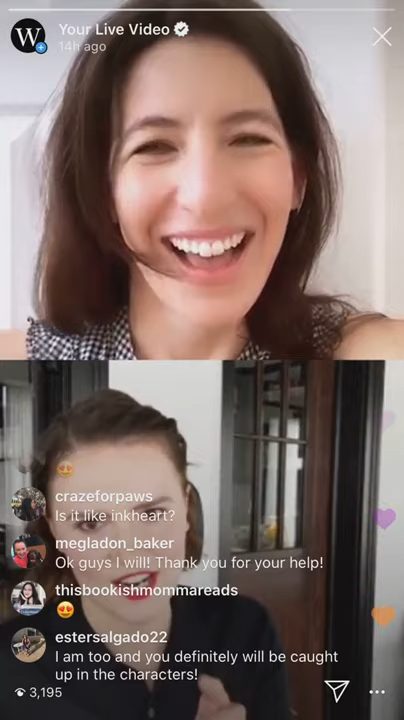 W
Your Live Video
14h ago
crazeforpaws
Is it like inkheart?
megladon_baker
Ok guys I will! Thank you for your help!
thisbookishmommareads
😍
estersalgado22
I am too and you definitely will be caught
up in the characters!
3,195